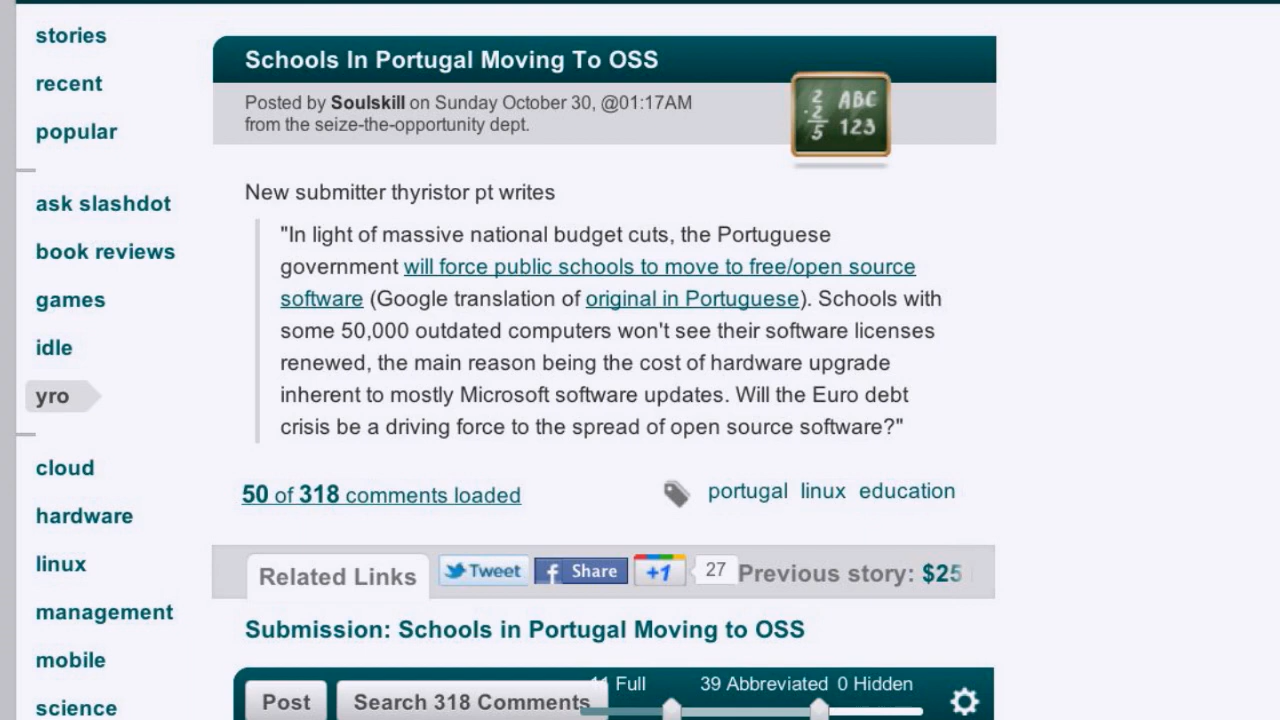 stories
recent
popular
ask slashdot
book reviews
games
idle
yro
cloud
hardware
linux
management
mobile
science
Schools In Portugal Moving To OSS
Posted by Soulskill on Sunday October 30, @01:17AM
from the seize-the-opportunity dept.
2 ABC
·2
5 123
New submitter thyristor pt writes
"In light of massive national budget cuts, the Portuguese
government will force public schools to move to free/open source
software (Google translation of original in Portuguese). Schools with
some 50,000 outdated computers won't see their software licenses
renewed, the main reason being the cost of hardware upgrade
inherent to mostly Microsoft software updates. Will the Euro debt
crisis be a driving force to the spread of open source software?"
50 of 318 comments loaded
portugal linux education
Related Links
Tweet
f Share
+1
27
Previous story: $25
Submission: Schools in Portugal Moving to OSS
Post
Search 318 Comments
Full
39 Abbreviated
0 Hidden